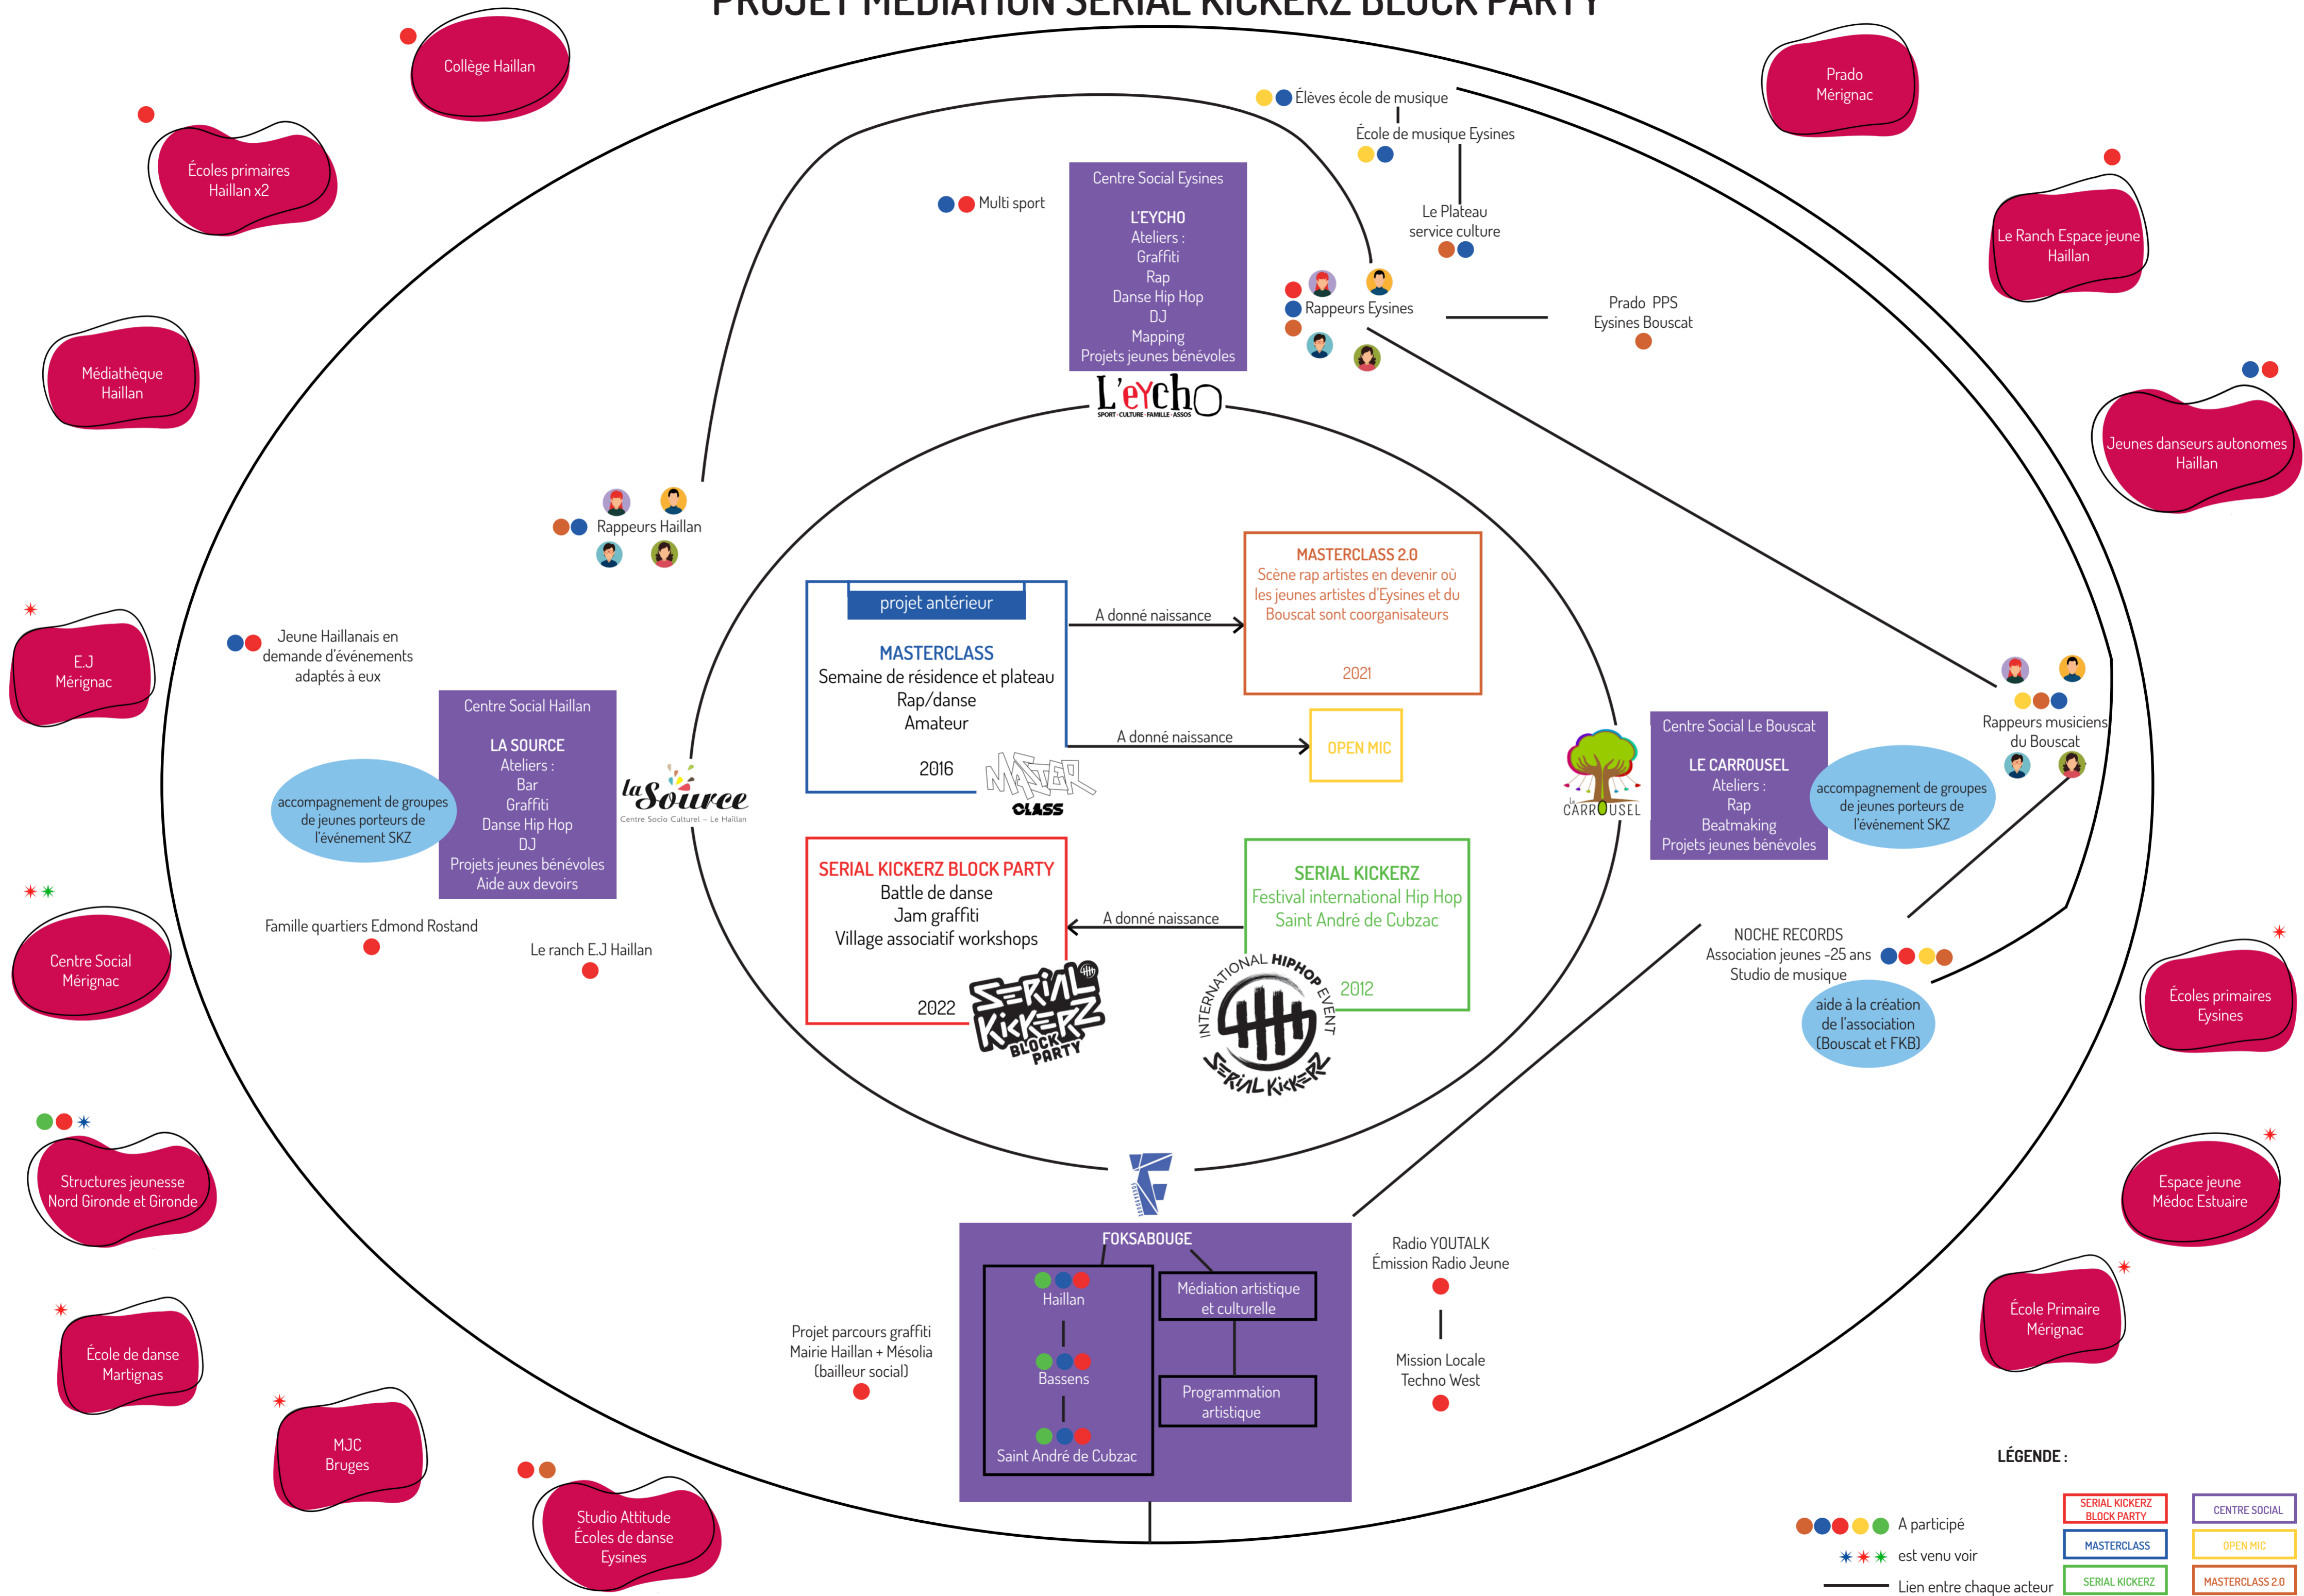 PROJET MÉDIATION SERIAL KICKERZ BLOCK PARTY
Collège Haillan
Écoles primaires
Haillan x2
Médiathèque
Haillan
E.J
Mérignac
Centre Social
Mérignac
Structures jeunesse
Nord Gironde et Gironde
École de danse
Martignas
MJC
Bruges
Studio Attitude
Écoles de danse
Eysines
Prado
Mérignac
Le Ranch Espace jeune
Haillan
Jeunes danseurs autonomes
Haillan
Écoles primaires
Eysines
Espace jeune
Médoc Estuaire
École Primaire
Mérignac
Élèves école de musique
École de musique Eysines
Le Plateau
service culture
Multi sport
Centre Social Eysines
L'EYCHO
Ateliers :
Graffiti
Rap
Danse Hip Hop
DJ
Mapping
Projets jeunes bénévoles
L'eycho
SPORT·CULTURE·FAMILLE·ASSOS
Rappeurs Eysines
Prado PPS
Eysines Bouscat
Rappeurs Haillan
Jeune Haillanais en
demande d'événements
adaptés à eux
Centre Social Haillan
LA SOURCE
Ateliers :
Bar
Graffiti
Danse Hip Hop
DJ
Projets jeunes bénévoles
Aide aux devoirs
accompagnement de groupes
de jeunes porteurs de
l'événement SKZ
la Source
Centre Socio Culturel – Le Haillan
Famille quartiers Edmond Rostand
Le ranch E.J Haillan
projet antérieur
MASTERCLASS
Semaine de résidence et plateau
Rap/danse
Amateur
2016
MASTER
CLASS
A donné naissance
MASTERCLASS 2.0
Scène rap artistes en devenir où
les jeunes artistes d'Eysines et du
Bouscat sont coorganisateurs
2021
A donné naissance
OPEN MIC
SERIAL KICKERZ BLOCK PARTY
Battle de danse
Jam graffiti
Village associatif workshops
2022
SERIAL
KICKERZ
BLOCK
PARTY
A donné naissance
SERIAL KICKERZ
Festival international Hip Hop
Saint André de Cubzac
2012
INTERNATIONAL HIPHOP EVENT
SERIAL KICKERZ
le
CARROUSEL
Centre Social Le Bouscat
LE CARROUSEL
Ateliers :
Rap
Beatmaking
Projets jeunes bénévoles
accompagnement de groupes
de jeunes porteurs de
l'événement SKZ
Rappeurs musiciens
du Bouscat
NOCHE RECORDS
Association jeunes -25 ans
Studio de musique
aide à la création
de l'association
(Bouscat et FKB)
F
FOKSABOUGE
Haillan
Bassens
Saint André de Cubzac
Médiation artistique
et culturelle
Programmation
artistique
Projet parcours graffiti
Mairie Haillan + Mésolia
(bailleur social)
Radio YOUTALK
Émission Radio Jeune
Mission Locale
Techno West
LÉGENDE :
A participé
est venu voir
Lien entre chaque acteur
SERIAL KICKERZ
BLOCK PARTY
CENTRE SOCIAL
MASTERCLASS
OPEN MIC
SERIAL KICKERZ
MASTERCLASS 2.0